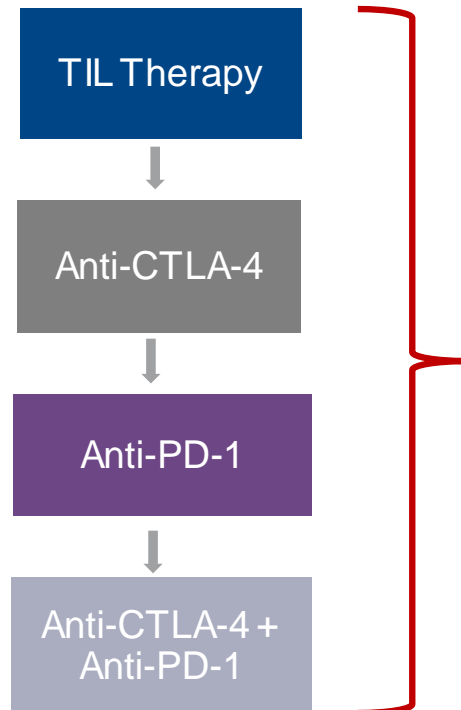 TIL Therapy
Anti-CTLA-4
Anti-PD-1
Anti-CTLA-4 +
Anti-PD-1